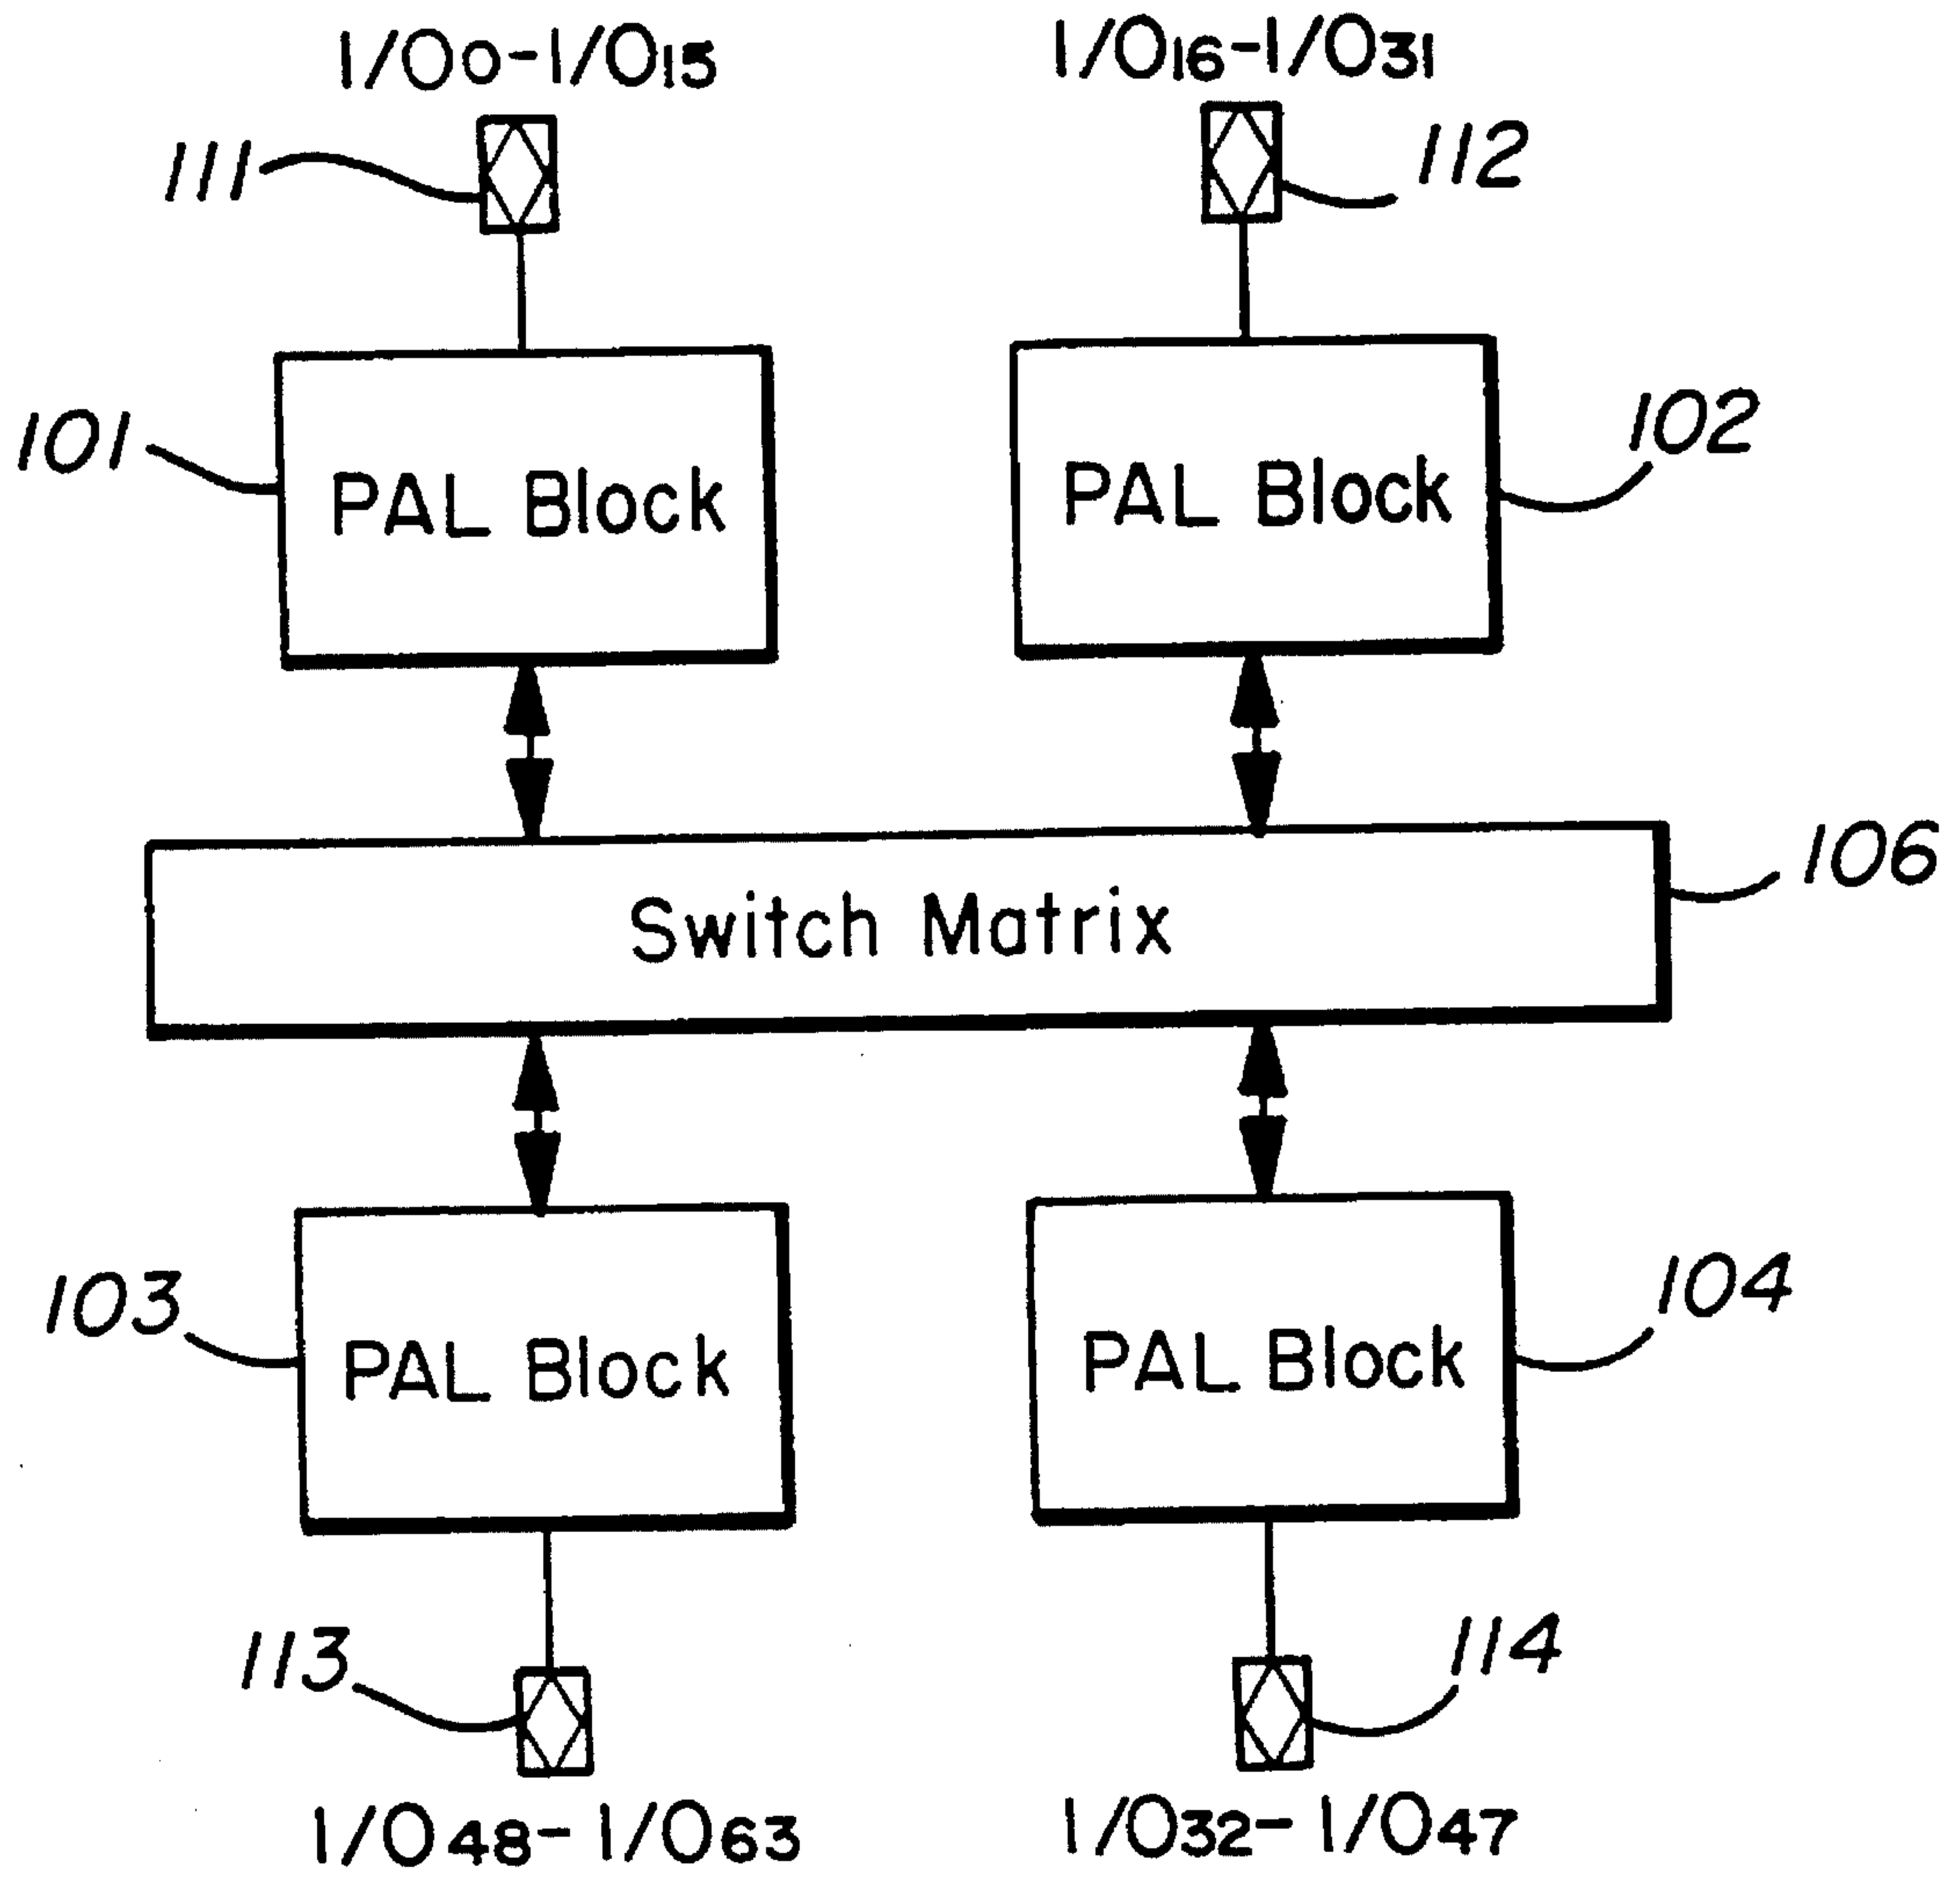 I/O0-I/O15
I/O16-I/O31
111
112
101
PAL Block
PAL Block
102
Switch Matrix
106
103
PAL Block
PAL Block
104
113
114
I/O48-I/O63
I/O32-I/O47